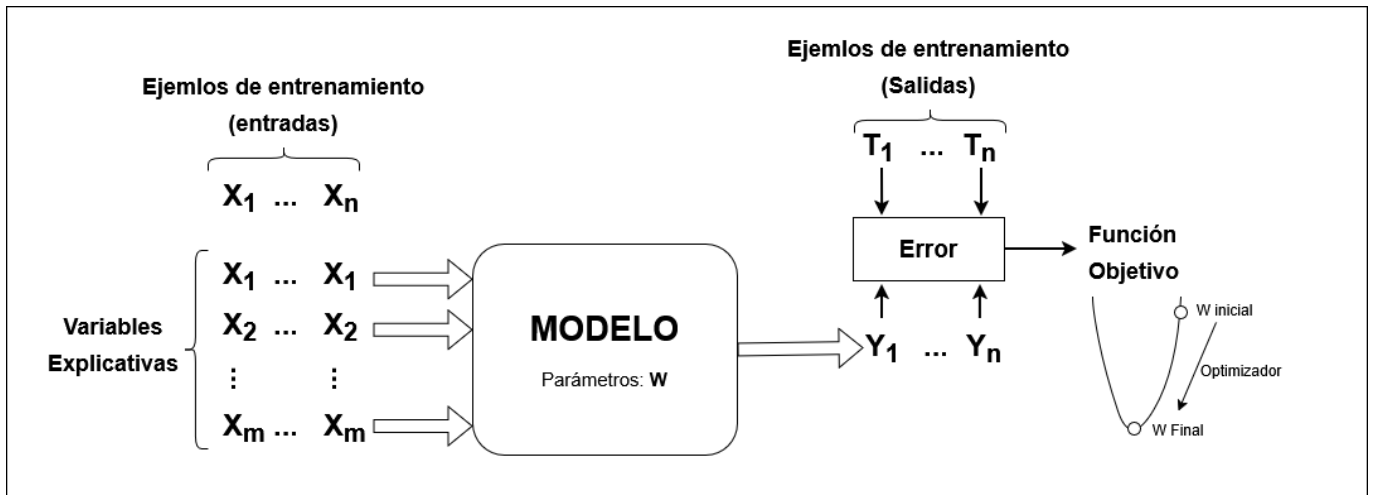 Ejemlos de entrenamiento
(entradas)
X1 ... Xn
Variables
Explicativas
X1 ... X1
X2 ... X2
⋮ ⋮
Xm ... Xm
MODELO
Parámetros: W
Ejemlos de entrenamiento
(Salidas)
T1 ... Tn
Error
Y1 ... Yn
Función
Objetivo
W inicial
Optimizador
W Final